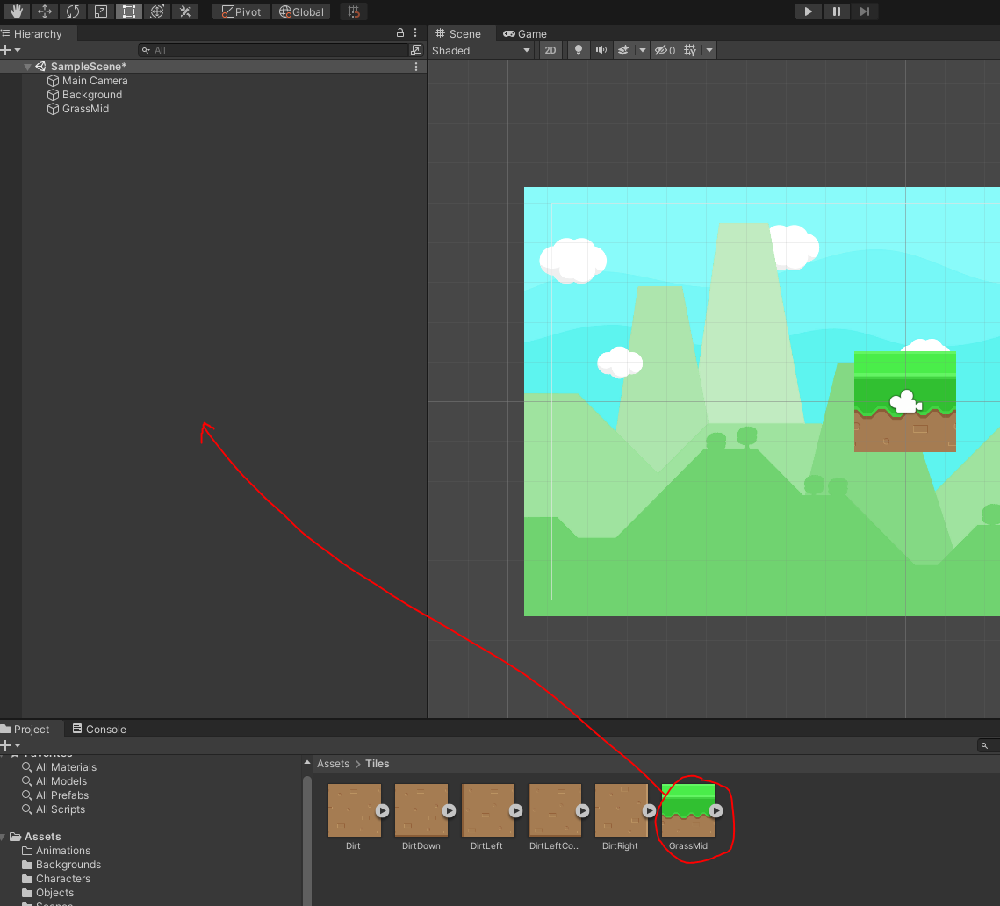 Pivot Global
Hierarchy
All
SampleScene*
Main Camera
Background
GrassMid
Scene Game
Shaded 2D 0
Project Console
Favorites
All Materials
All Models
All Prefabs
All Scripts
Assets
Animations
Backgrounds
Characters
Objects
Scenes
Assets > Tiles
Dirt DirtDown DirtLeft DirtLeftCo... DirtRight GrassMid